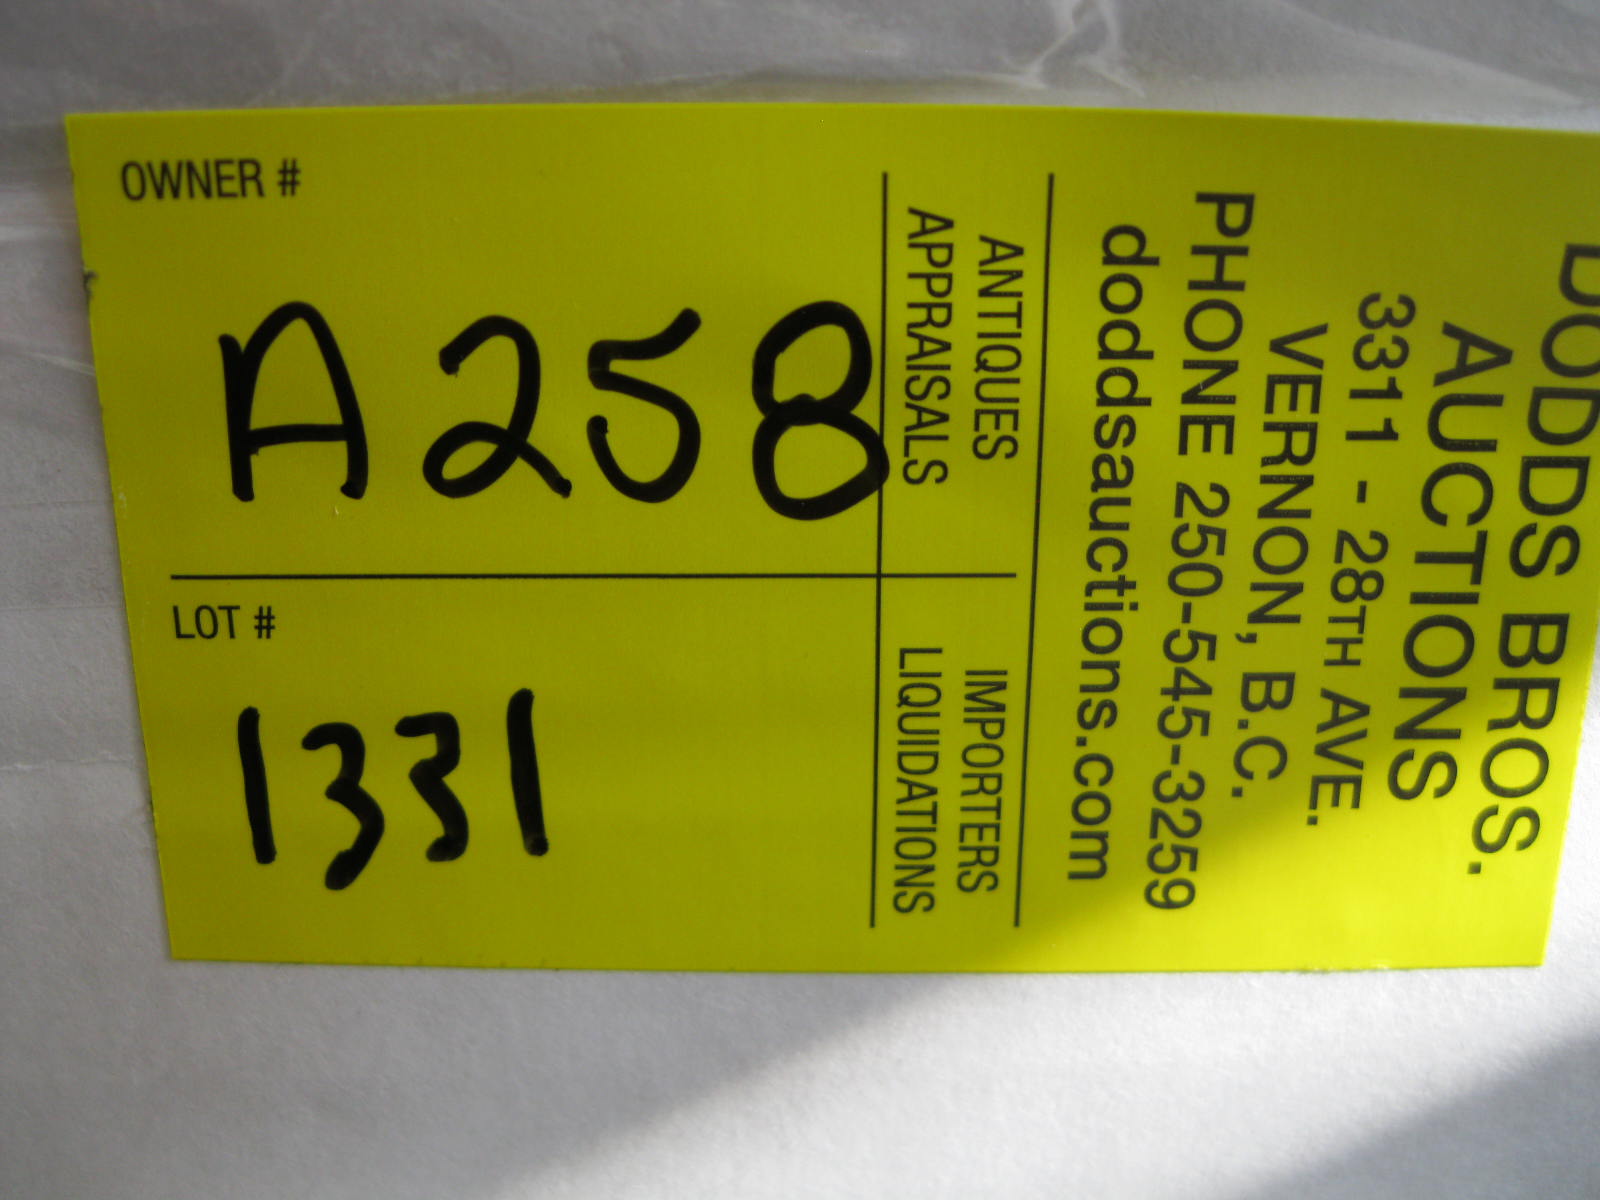 DODDS BROS.
AUCTIONS
3311 - 28TH AVE.
VERNON, B.C.
PHONE 250-545-3259
doddsauctions.com
ANTIQUES
APPRAISALS
IMPORTERS
LIQUIDATIONS
OWNER #
A258
LOT #
1331